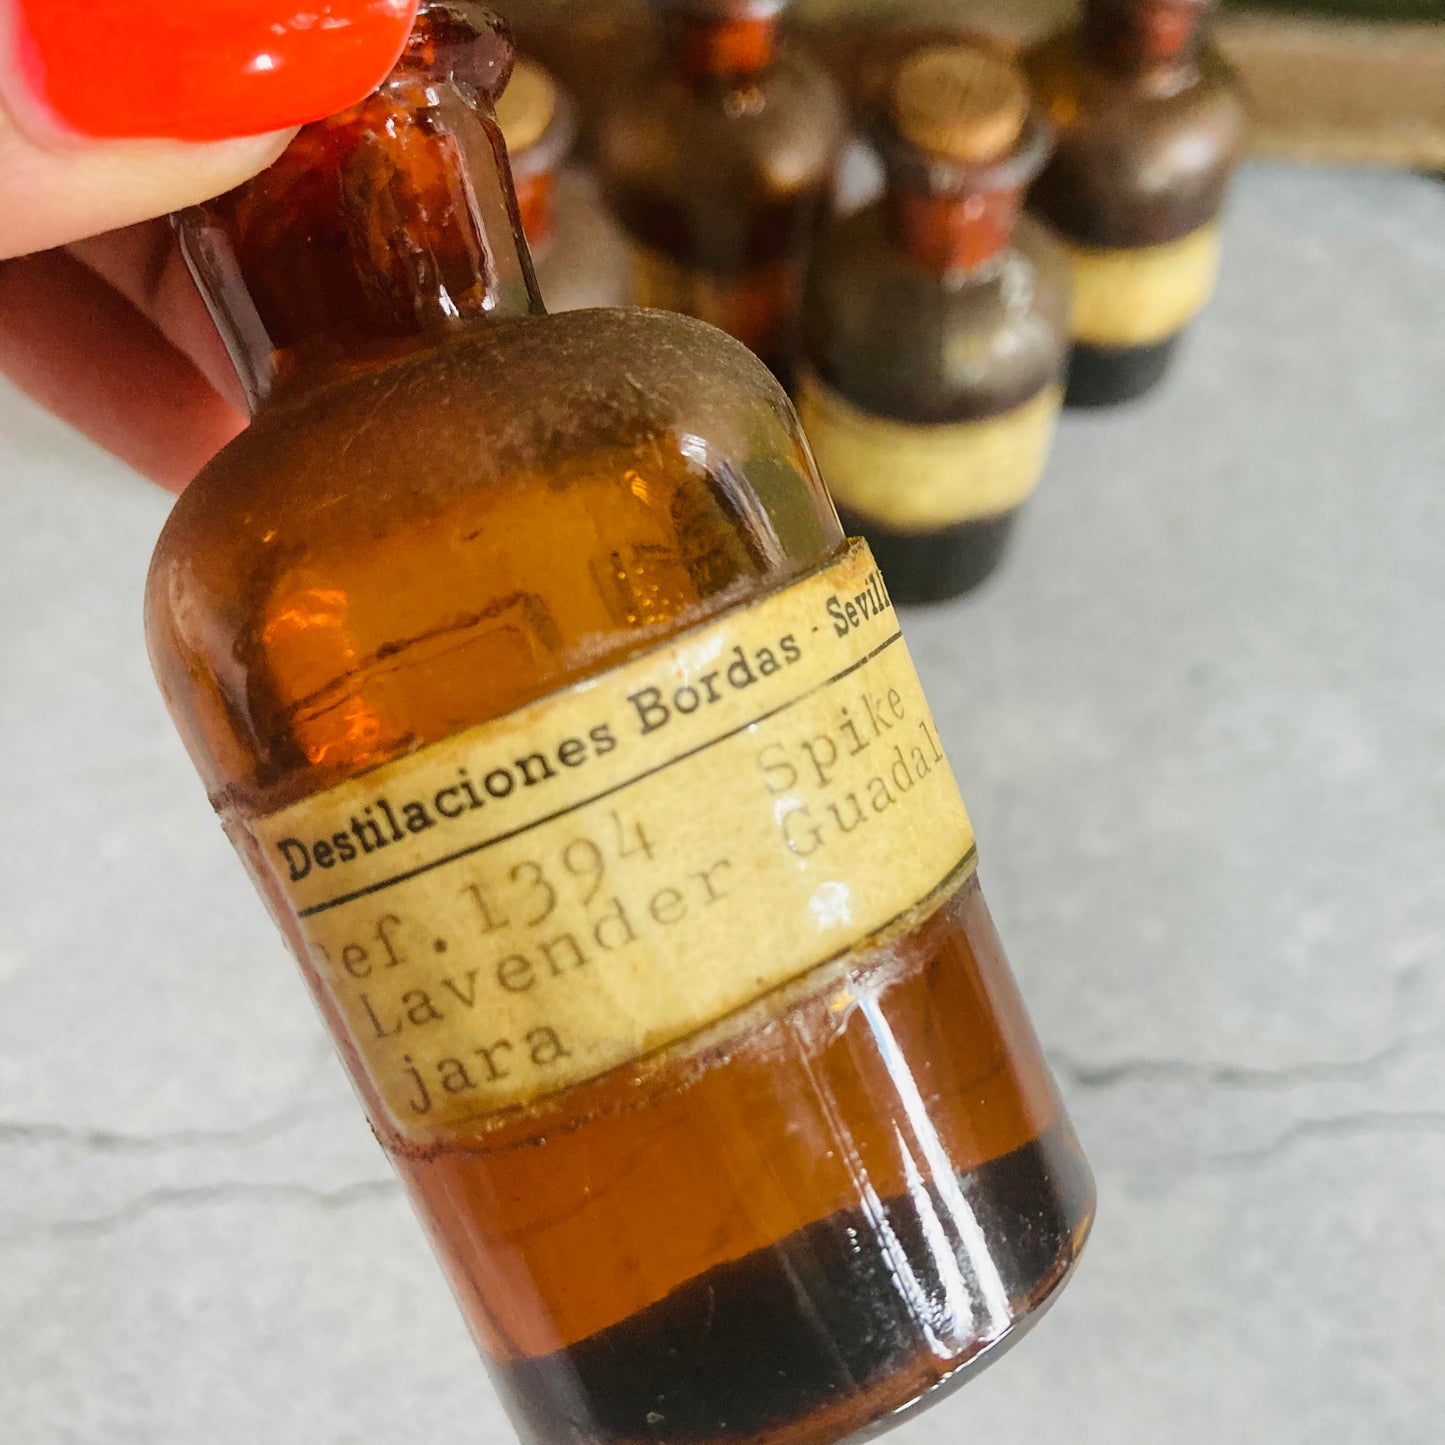 Destilaciones Bordas - Sevill
Ref. 1394 Spike
Lavender Guadal
jara